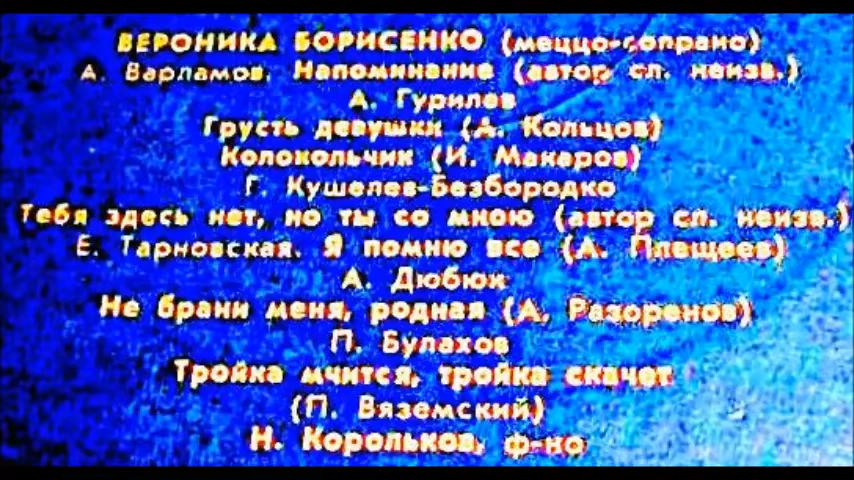 ВЕРОНИКА БОРИСЕНКО (меццо-сопрано)
А. Варламов. Напоминание (автор сл. неизв.)
А. Гурилев
Грусть девушки (А. Кольцов)
Колокольчик (И. Макаров)
Г. Кушелев-Безбородко
Тебя здесь нет, но ты со мною (автор сл. неизв.)
Е. Тарновская. Я помню все (А. Плещеев)
А. Дюбюк
Не брани меня, родная (А. Разоренов)
П. Булахов
Тройка мчится, тройка скачет
(П. Вяземский)
Н. Корольков, ф-но